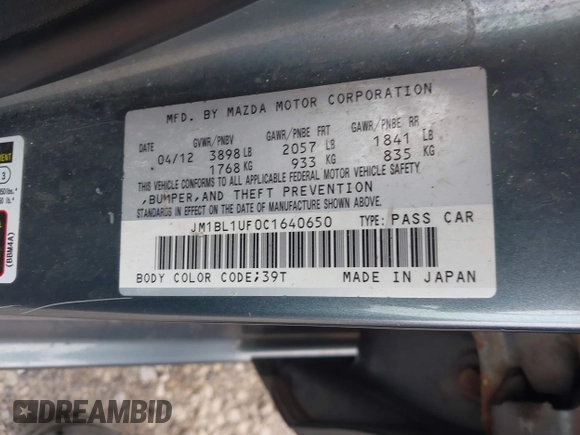 MFD. BY MAZDA MOTOR CORPORATION
DATE GVWR/PNBV GAWR/PNBE FRT GAWR/PNBE RR
04/12 3898 LB 2057 LB 1841 LB
1768 KG 933 KG 835 KG
THIS VEHICLE CONFORMS TO ALL APPLICABLE FEDERAL MOTOR VEHICLE SAFETY
,BUMPER,AND THEFT PREVENTION
STANDARDS IN EFFECT ON THE DATE OF MANUFACTURE SHOWN ABOVE.
JM1BL1UF0C1640650 TYPE: PASS CAR
BODY COLOR CODE;39T MADE IN JAPAN
3
(BBM4A)
DREAMBID